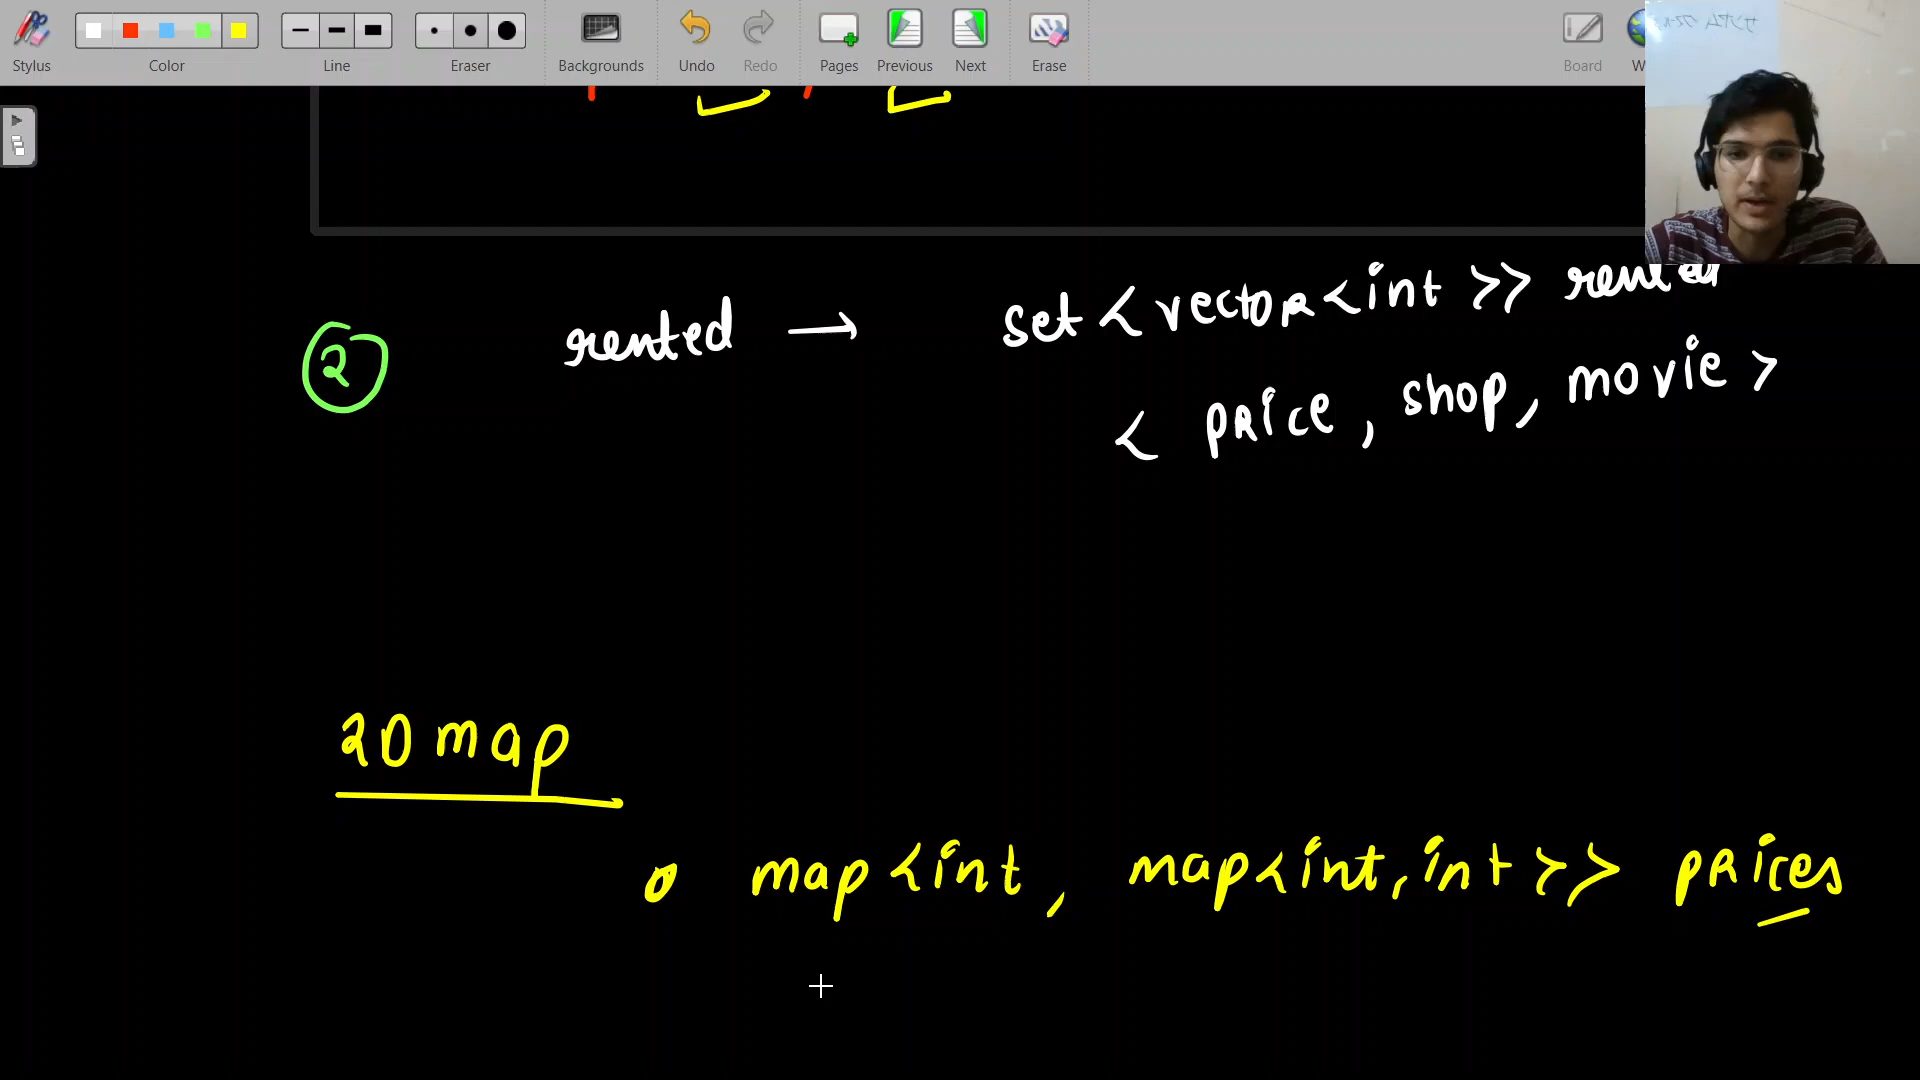 Stylus Color Line Eraser Backgrounds Undo Redo Pages Previous Next Erase Board W
2 rented → set <vector<int >> rented
< price, shop, movie >
2D map
map <int, map<int, int >> prices